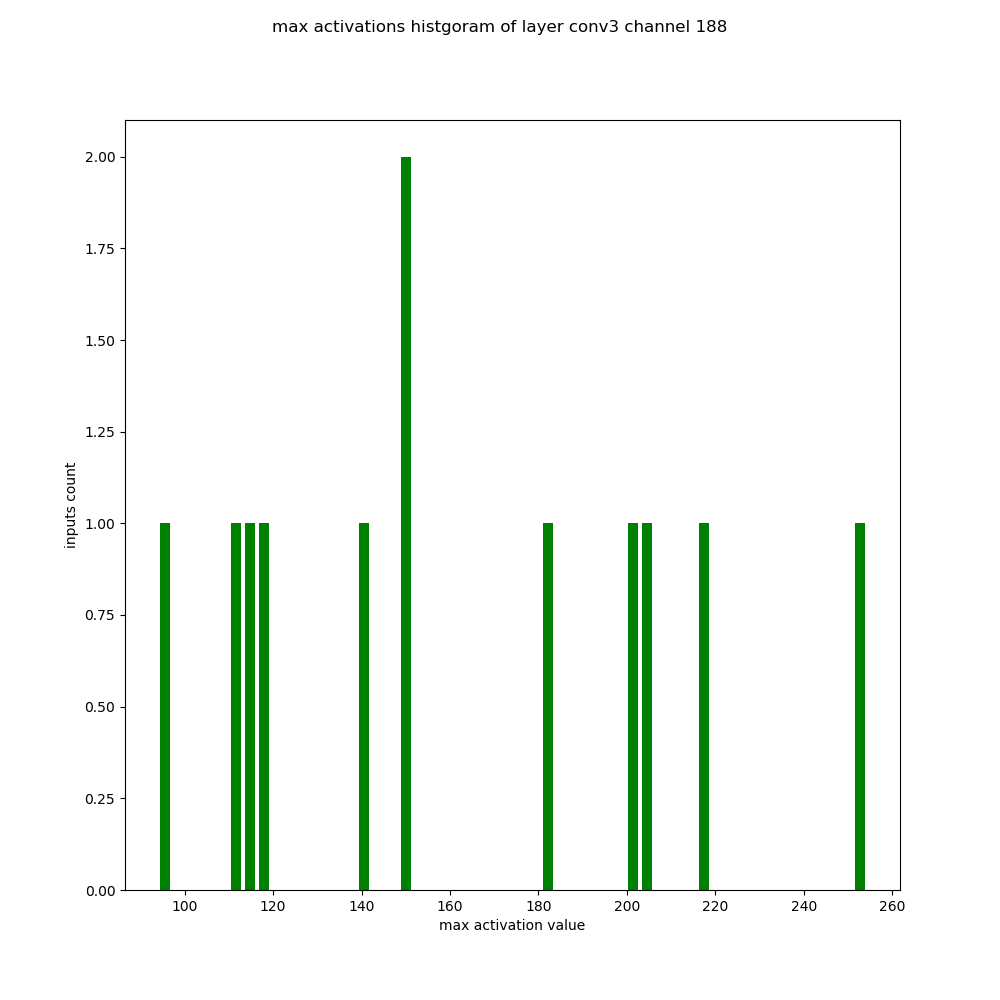 max activations histgoram of layer conv3 channel 188
2.00
1.75
1.50
1.25
1.00
0.75
0.50
0.25
0.00
inputs count
100 120 140 160 180 200 220 240 260
max activation value